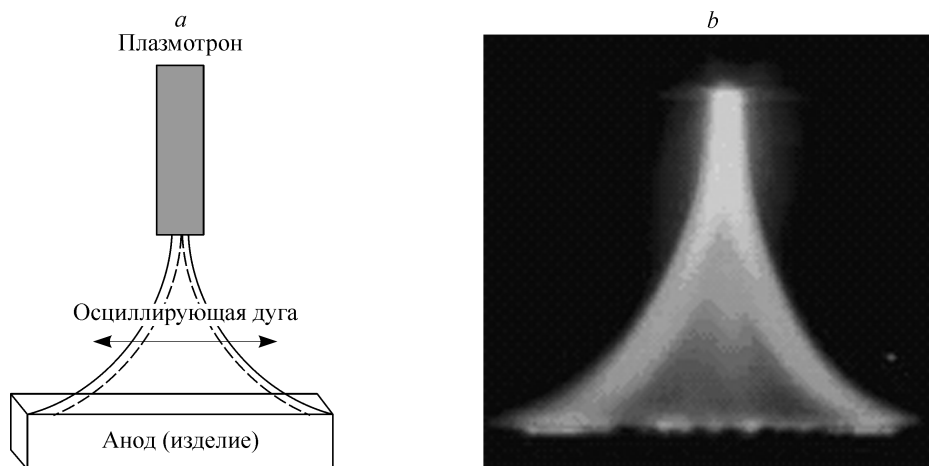 a
Плазмотрон
Осциллирующая дуга
Анод (изделие)
b